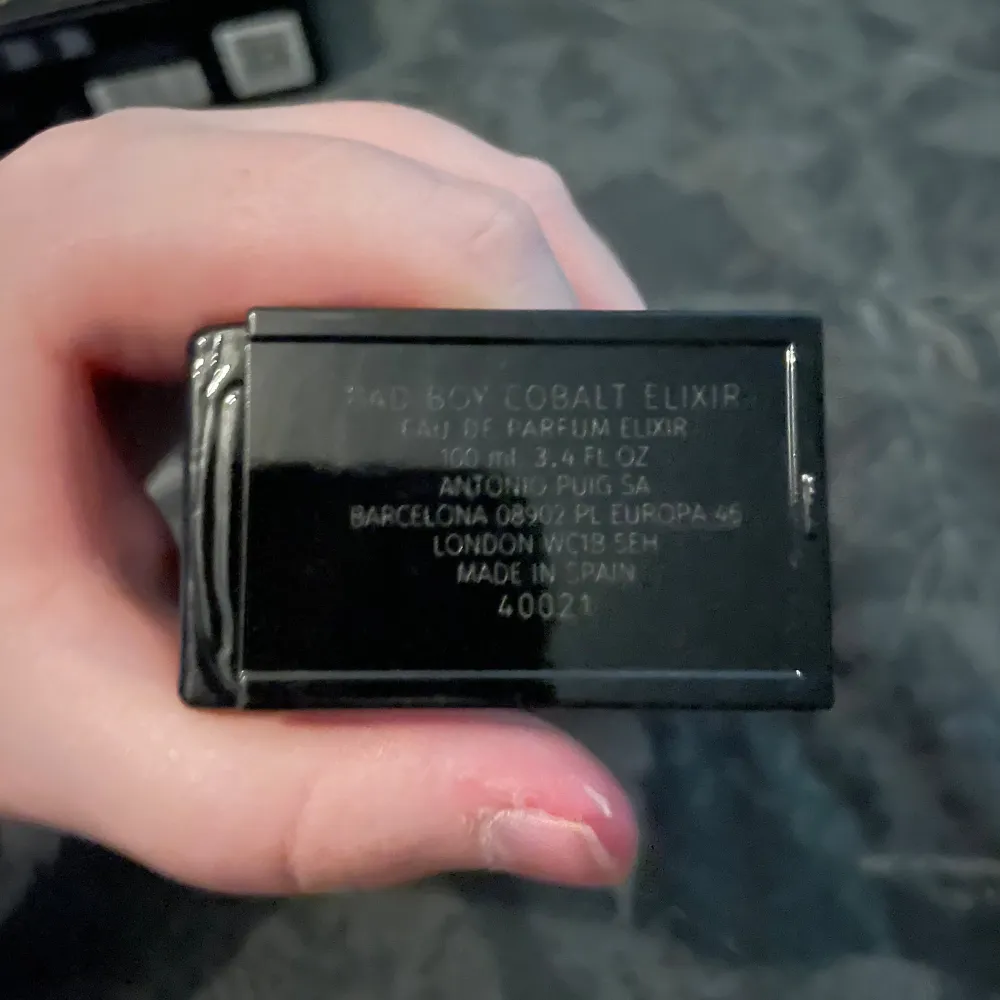 BAD BOY COBALT ELIXIR
EAU DE PARFUM ELIXIR
100 ml. 3.4 FL OZ
ANTONIO PUIG SA
BARCELONA 08902 PL EUROPA 46
LONDON WC1B 5EH
MADE IN SPAIN
40021